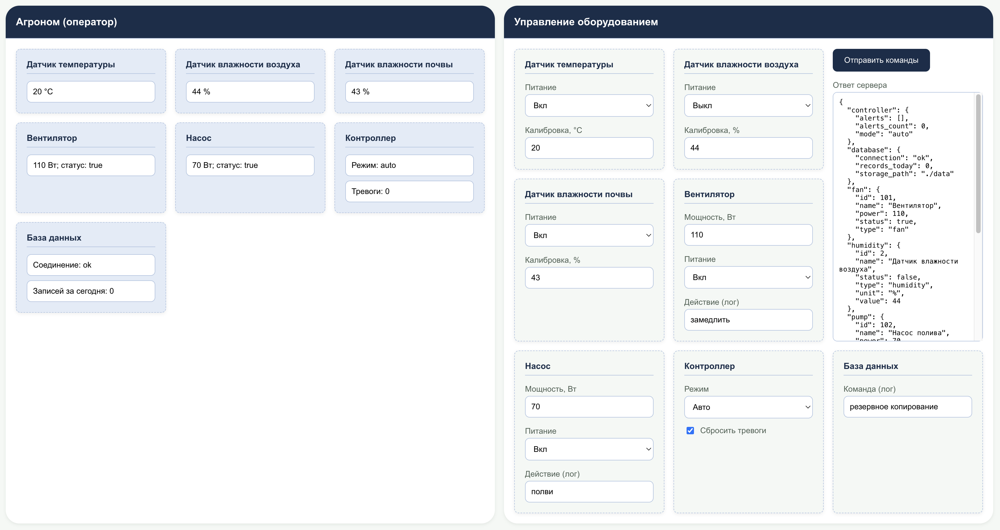 Агроном (оператор)
Датчик температуры
20 °C
Датчик влажности воздуха
44 %
Датчик влажности почвы
43 %
Вентилятор
110 Вт; статус: true
Насос
70 Вт; статус: true
Контроллер
Режим: auto
Тревоги: 0
База данных
Соединение: ok
Записей за сегодня: 0
Управление оборудованием
Датчик температуры
Питание
Вкл
Калибровка, °C
20
Датчик влажности воздуха
Питание
Выкл
Калибровка, %
44
Отправить команды
Ответ сервера
{
"controller": {
"alerts": [],
"alerts_count": 0,
"mode": "auto"
},
"database": {
"connection": "ok",
"records_today": 0,
"storage_path": "./data"
},
"fan": {
"id": 101,
"name": "Вентилятор",
"power": 110,
"status": true,
"type": "fan"
},
"humidity": {
"id": 2,
"name": "Датчик влажности
воздуха",
"status": false,
"type": "humidity",
"unit": "%",
"value": 44
},
"pump": {
"id": 102,
"name": "Насос полива",
"power": 70
Датчик влажности почвы
Питание
Вкл
Калибровка, %
43
Вентилятор
Мощность, Вт
110
Питание
Вкл
Действие (лог)
замедлить
Насос
Мощность, Вт
70
Питание
Вкл
Действие (лог)
полви
Контроллер
Режим
Авто
Сбросить тревоги
База данных
Команда (лог)
резервное копирование